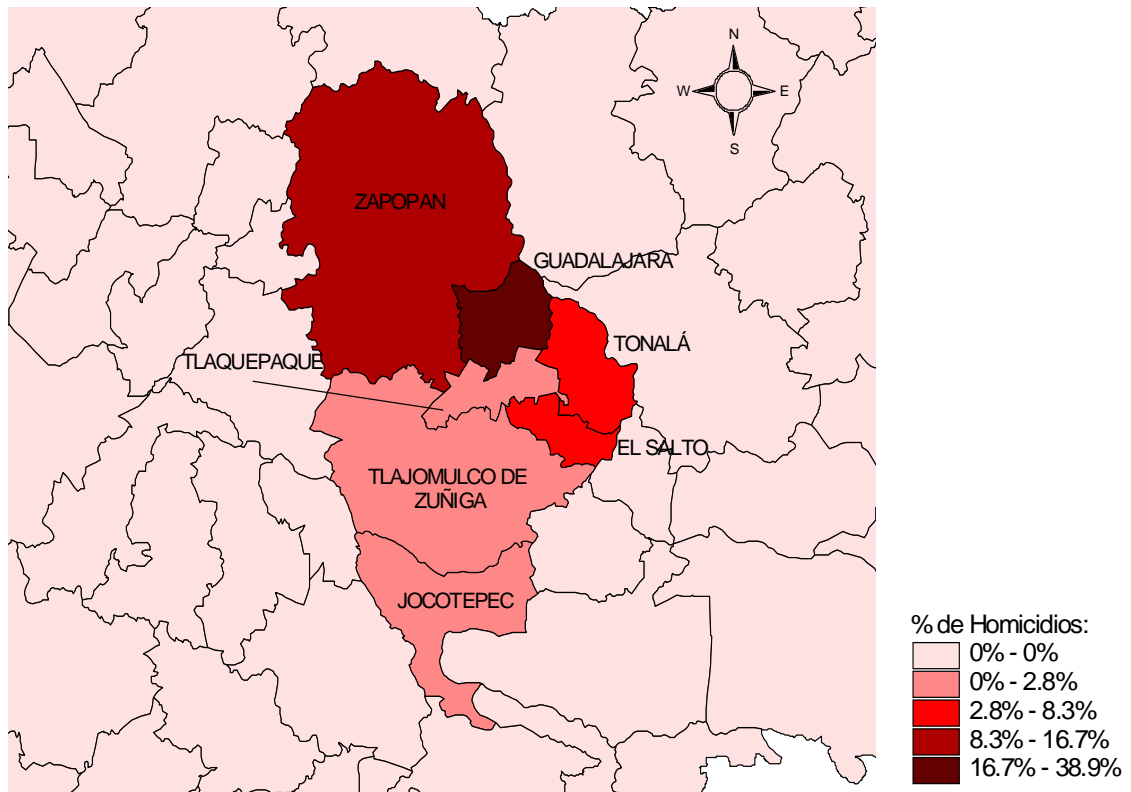 N
W
E
S
ZAPOPAN
GUADALAJARA
TONALÁ
TLAQUEPAQUE
EL SALTO
TLAJOMULCO DE
ZUÑIGA
JOCOTEPEC
% de Homicidios:
0% - 0%
0% - 2.8%
2.8% - 8.3%
8.3% - 16.7%
16.7% - 38.9%